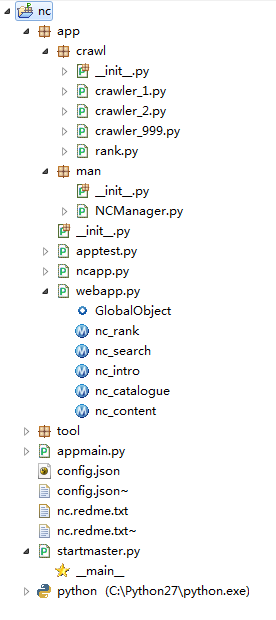 nc
app
crawl
__init__.py
crawler_1.py
crawler_2.py
crawler_999.py
rank.py
man
__init__.py
NCManager.py
__init__.py
apptest.py
ncapp.py
webapp.py
GlobalObject
nc_rank
nc_search
nc_intro
nc_catalogue
nc_content
tool
appmain.py
config.json
config.json~
nc.redme.txt
nc.redme.txt~
startmaster.py
__main__
python (C:\Python27\python.exe)